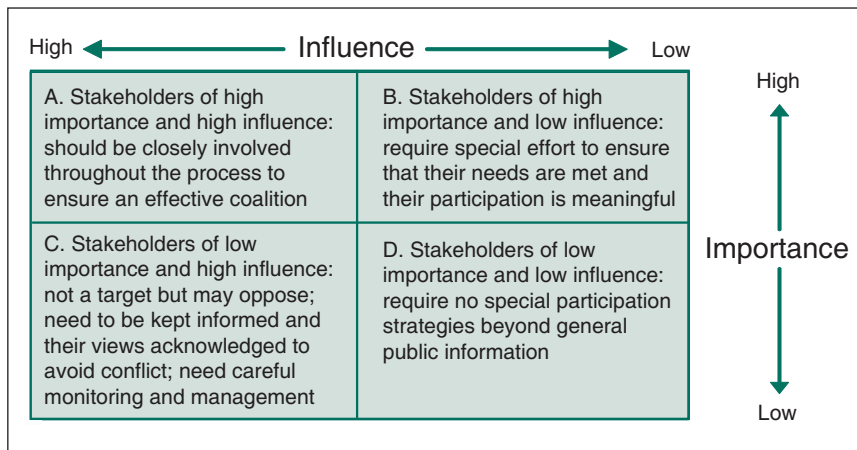 High
Influence
Low
A. Stakeholders of high
importance and high influence:
should be closely involved
throughout the process to
ensure an effective coalition
B. Stakeholders of high
importance and low influence:
require special effort to ensure
that their needs are met and
their participation is meaningful
High
Importance
Low
C. Stakeholders of low
importance and high influence:
not a target but may oppose;
need to be kept informed and
their views acknowledged to
avoid conflict; need careful
monitoring and management
D. Stakeholders of low
importance and low influence:
require no special participation
strategies beyond general
public information